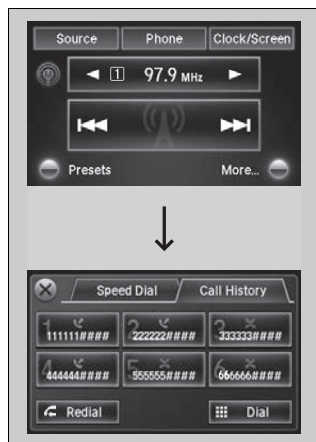 Source Phone Clock/Screen
1 97.9 MHz
Presets More...
Speed Dial Call History
1 2 3
111111#### 222222#### 333333####
4 5 6
444444#### 555555#### 666666####
Redial Dial